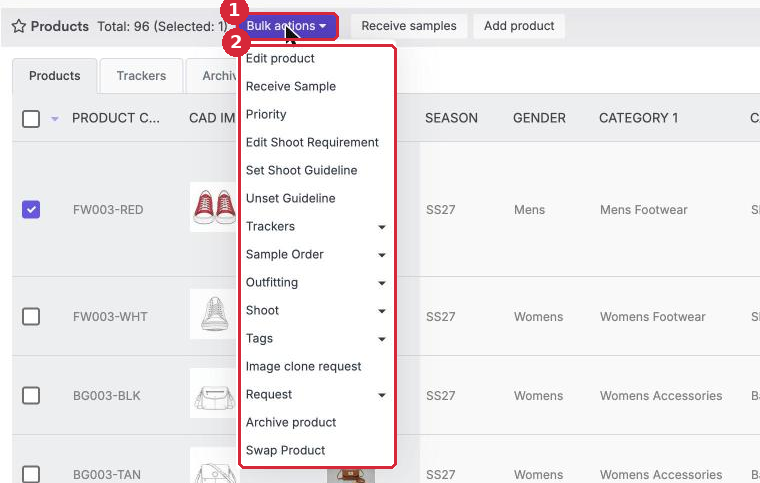 1
Products Total: 96 (Selected: 1) Bulk actions Receive samples Add product
2
Edit product
Products Trackers Archiv
Receive Sample
Priority
PRODUCT C... CAD IM SEASON GENDER CATEGORY 1 C
Edit Shoot Requirement
Set Shoot Guideline
Unset Guideline
FW003-RED SS27 Mens Mens Footwear
Trackers
Sample Order
Outfitting
Shoot
FW003-WHT SS27 Womens Womens Footwear
Tags
Image clone request
Request
BG003-BLK SS27 Womens Womens Accessories
Archive product
Swap Product
BG003-TAN SS27 Womens Womens Accessories